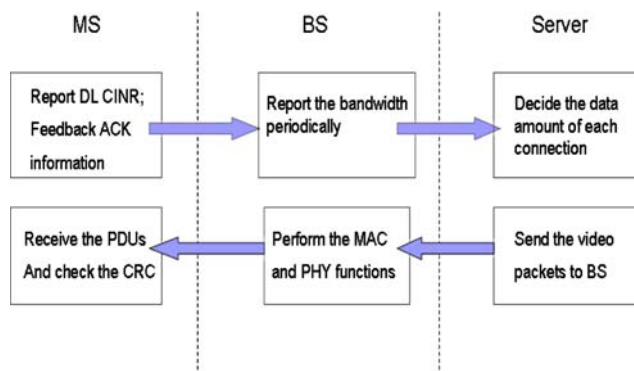 MS
BS
Server
Report DL CINR;
Feedback ACK
information
Report the bandwidth
periodically
Decide the data
amount of each
connection
Receive the PDUs
And check the CRC
Perform the MAC
and PHY functions
Send the video
packets to BS